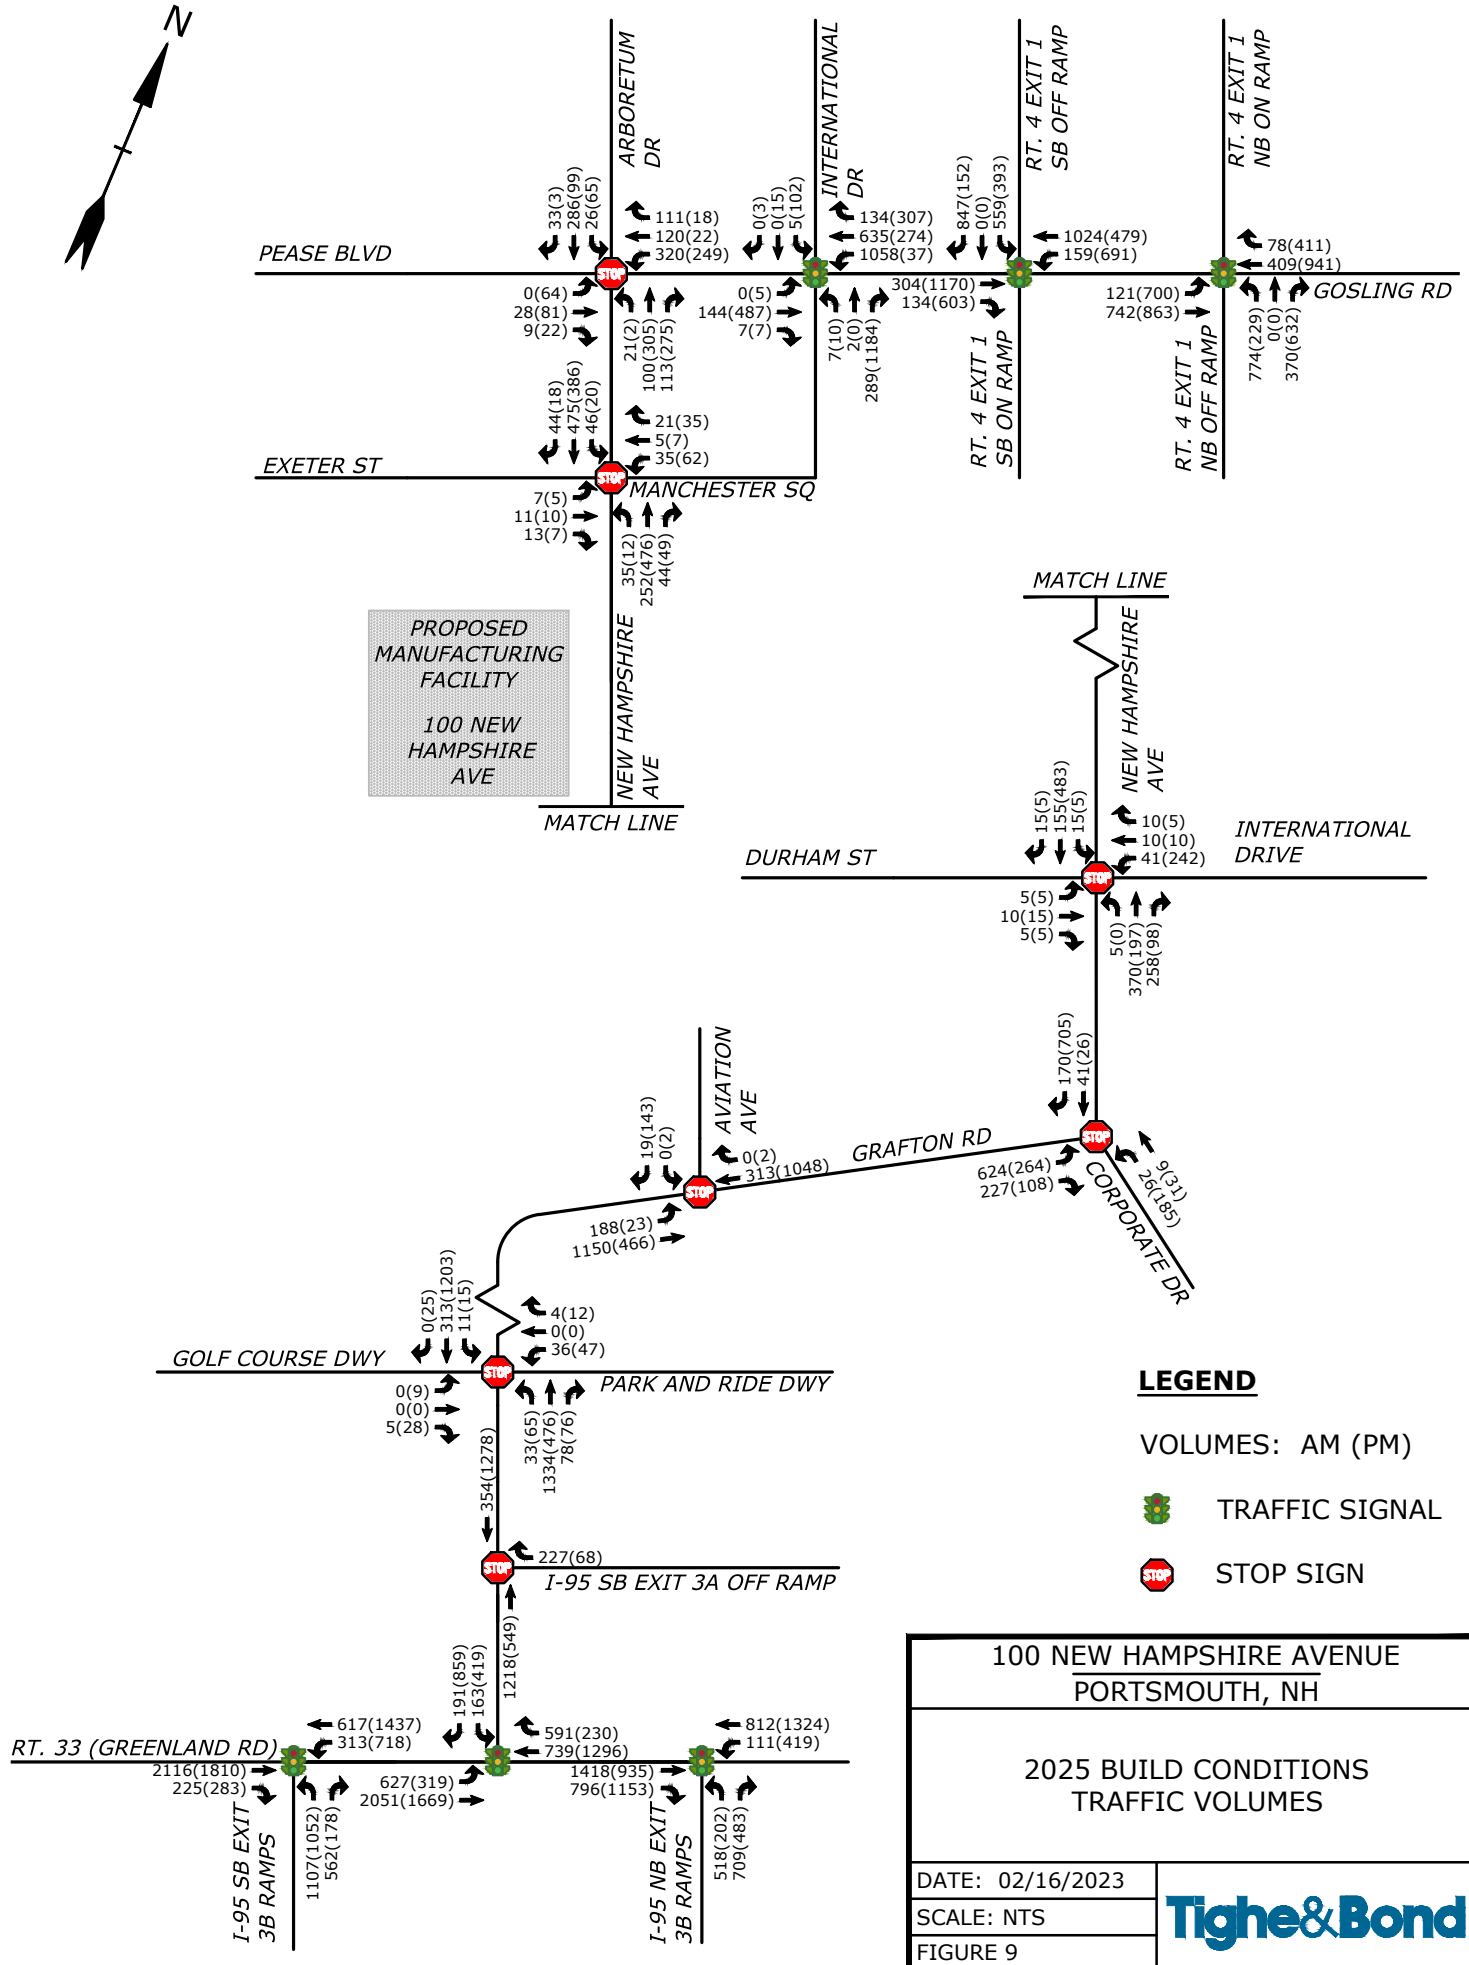 N
ARBORETUM
DR
INTERNATIONAL
DR
RT. 4 EXIT 1
SB OFF RAMP
RT. 4 EXIT 1
NB ON RAMP
PEASE BLVD
33(3)
286(99)
26(65)
111(18)
120(22)
320(249)
STOP
0(64)
28(81)
9(22)
21(2)
100(305)
113(275)
0(3)
0(15)
5(102)
134(307)
635(274)
1058(37)
0(5)
144(487)
7(7)
7(10)
2(0)
289(1184)
847(152)
0(0)
559(393)
1024(479)
159(691)
304(1170)
134(603)
RT. 4 EXIT 1
SB ON RAMP
78(411)
409(941)
GOSLING RD
121(700)
742(863)
774(229)
0(0)
370(632)
RT. 4 EXIT 1
NB OFF RAMP
EXETER ST
44(18)
475(386)
46(20)
21(35)
5(7)
35(62)
STOP
MANCHESTER SQ
7(5)
11(10)
13(7)
35(12)
252(476)
44(49)
PROPOSED
MANUFACTURING
FACILITY
100 NEW
HAMPSHIRE
AVE
NEW HAMPSHIRE
AVE
MATCH LINE
MATCH LINE
NEW HAMPSHIRE
AVE
DURHAM ST
15(5)
155(483)
15(5)
10(5)
10(10)
41(242)
INTERNATIONAL
DRIVE
STOP
5(5)
10(15)
5(5)
5(0)
370(197)
258(98)
170(705)
41(26)
STOP
624(264)
227(108)
9(31)
26(185)
CORPORATE DR
GRAFTON RD
AVIATION
AVE
19(143)
0(2)
0(2)
313(1048)
STOP
188(23)
1150(466)
0(25)
313(1203)
11(15)
4(12)
0(0)
36(47)
GOLF COURSE DWY
STOP
PARK AND RIDE DWY
0(9)
0(0)
5(28)
33(65)
1334(476)
78(76)
354(1278)
STOP
227(68)
I-95 SB EXIT 3A OFF RAMP
1218(549)
191(859)
163(419)
RT. 33 (GREENLAND RD)
617(1437)
313(718)
2116(1810)
225(283)
1107(1052)
562(178)
I-95 SB EXIT
3B RAMPS
591(230)
739(1296)
627(319)
2051(1669)
812(1324)
111(419)
1418(935)
796(1153)
518(202)
709(483)
I-95 NB EXIT
3B RAMPS
LEGEND
VOLUMES: AM (PM)
TRAFFIC SIGNAL
STOP
STOP SIGN
100 NEW HAMPSHIRE AVENUE
PORTSMOUTH, NH
2025 BUILD CONDITIONS
TRAFFIC VOLUMES
DATE: 02/16/2023
SCALE: NTS
FIGURE 9
Tighe&Bond